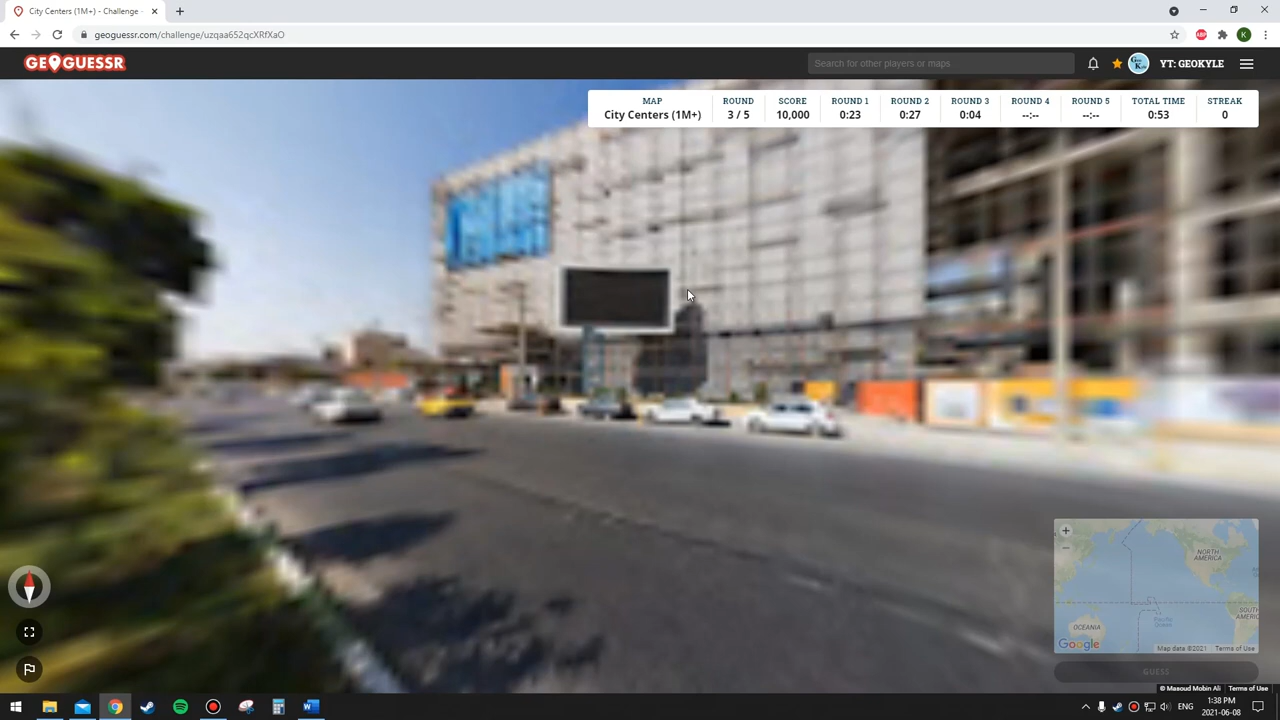 City Centers (1M+) - Challenge -
geoguessr.com/challenge/uzqaa652qcXRfXaO
K
GEOGUESSR
Search for other players or maps
YT: GEOKYLE
MAP ROUND SCORE ROUND 1 ROUND 2 ROUND 3 ROUND 4 ROUND 5 TOTAL TIME STREAK
City Centers (1M+) 3 / 5 10,000 0:23 0:27 0:04 --:-- --:-- 0:53 0
NORTH
AMERICA
OCEANIA
Pacific
Ocean
SOUTH
Google
Map data ©2021 Terms of Use
GUESS
© Masoud Mobin Ali Terms of Use
ENG
1:38 PM
2021-06-08